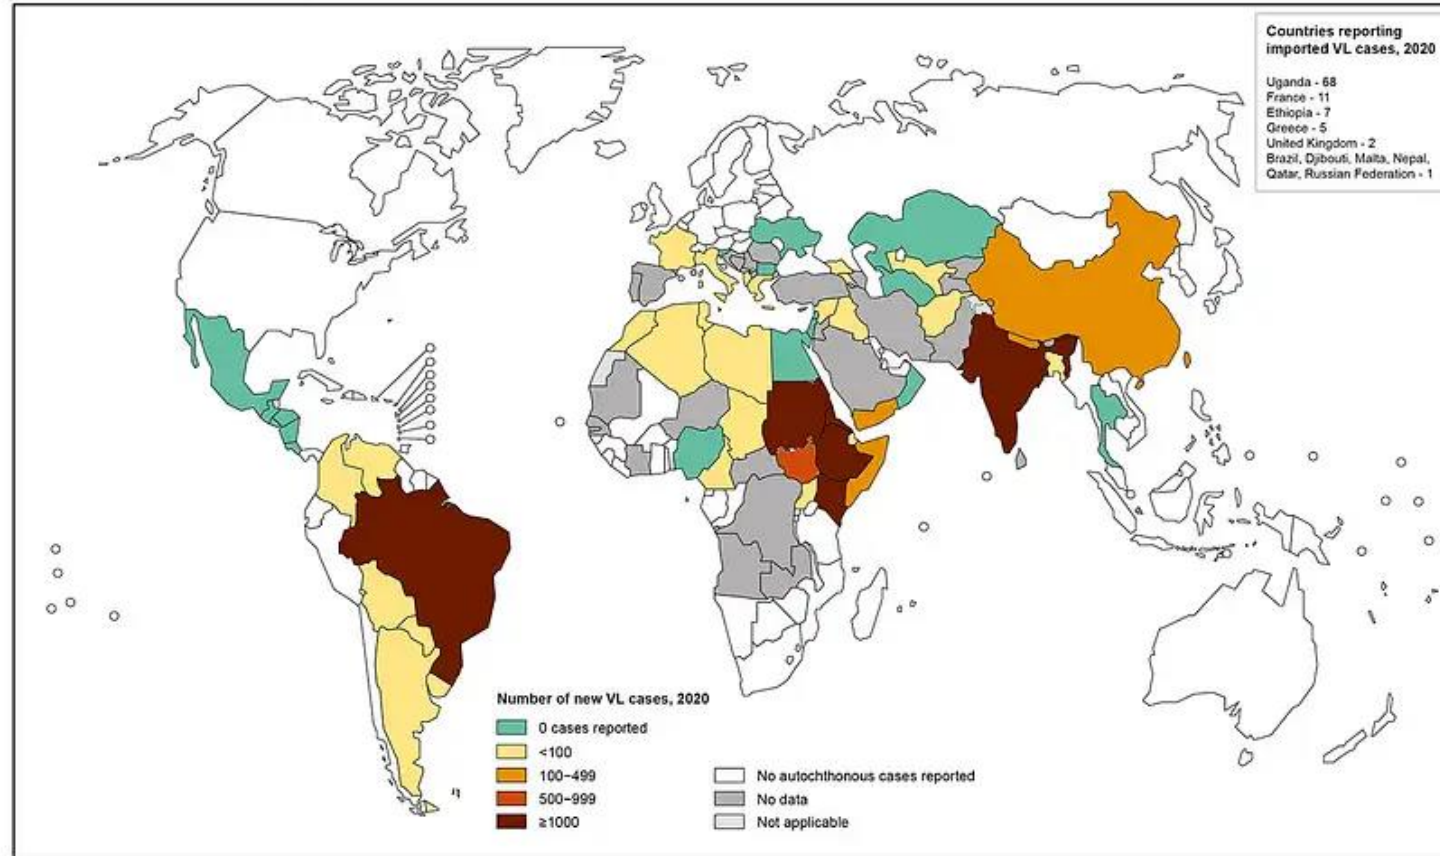 Countries reporting
imported VL cases, 2020
Uganda - 68
France - 11
Ethiopia - 7
Greece - 5
United Kingdom - 2
Brazil, Djibouti, Malta, Nepal,
Qatar, Russian Federation - 1
Number of new VL cases, 2020
0 cases reported
<100
100–499
500–999
≥1000
No autochthonous cases reported
No data
Not applicable